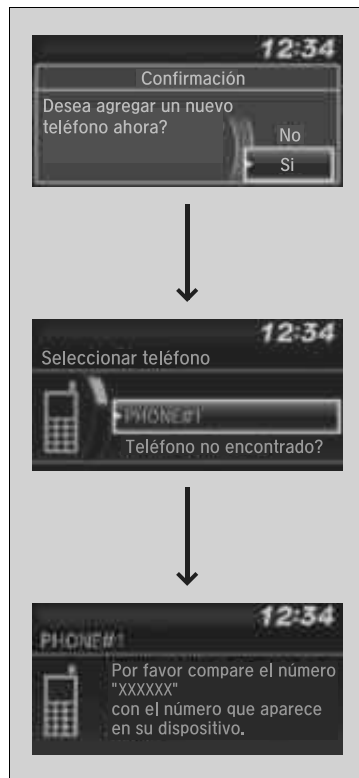 12:34
Confirmación
Desea agregar un nuevo
teléfono ahora?
No
Si
12:34
Seleccionar teléfono
PHONE#1
Teléfono no encontrado?
12:34
PHONE#1
Por favor compare el número
"XXXXXX"
con el número que aparece
en su dispositivo.